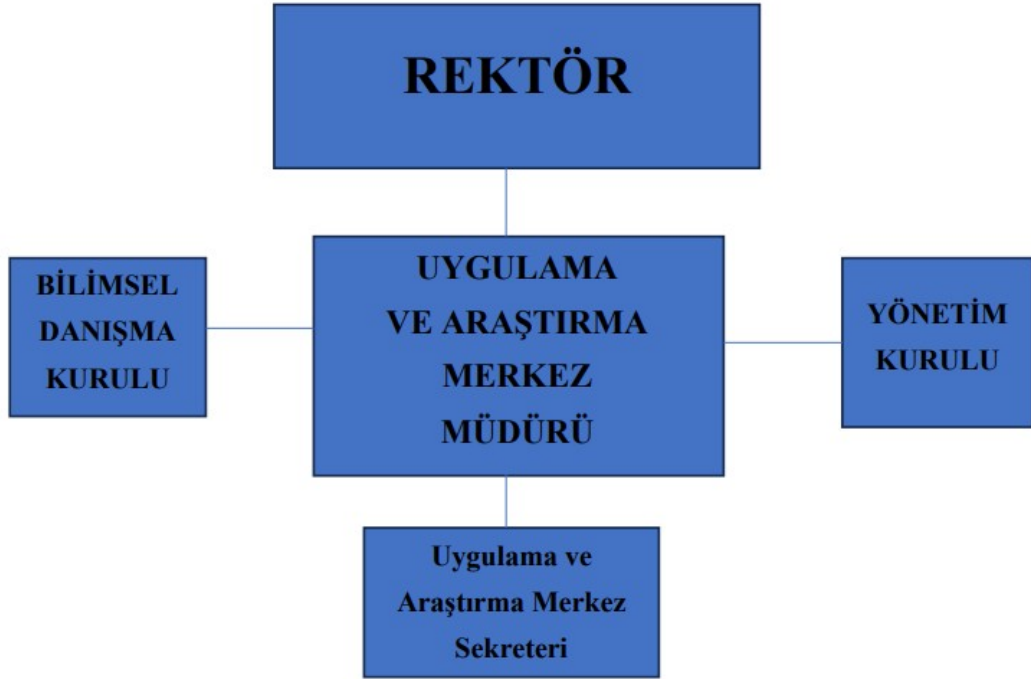 REKTÖR
BİLİMSEL
DANIŞMA
KURULU
UYGULAMA
VE ARAŞTIRMA
MERKEZ
MÜDÜRÜ
YÖNETİM
KURULU
Uygulama ve
Araştırma Merkez
Sekreteri